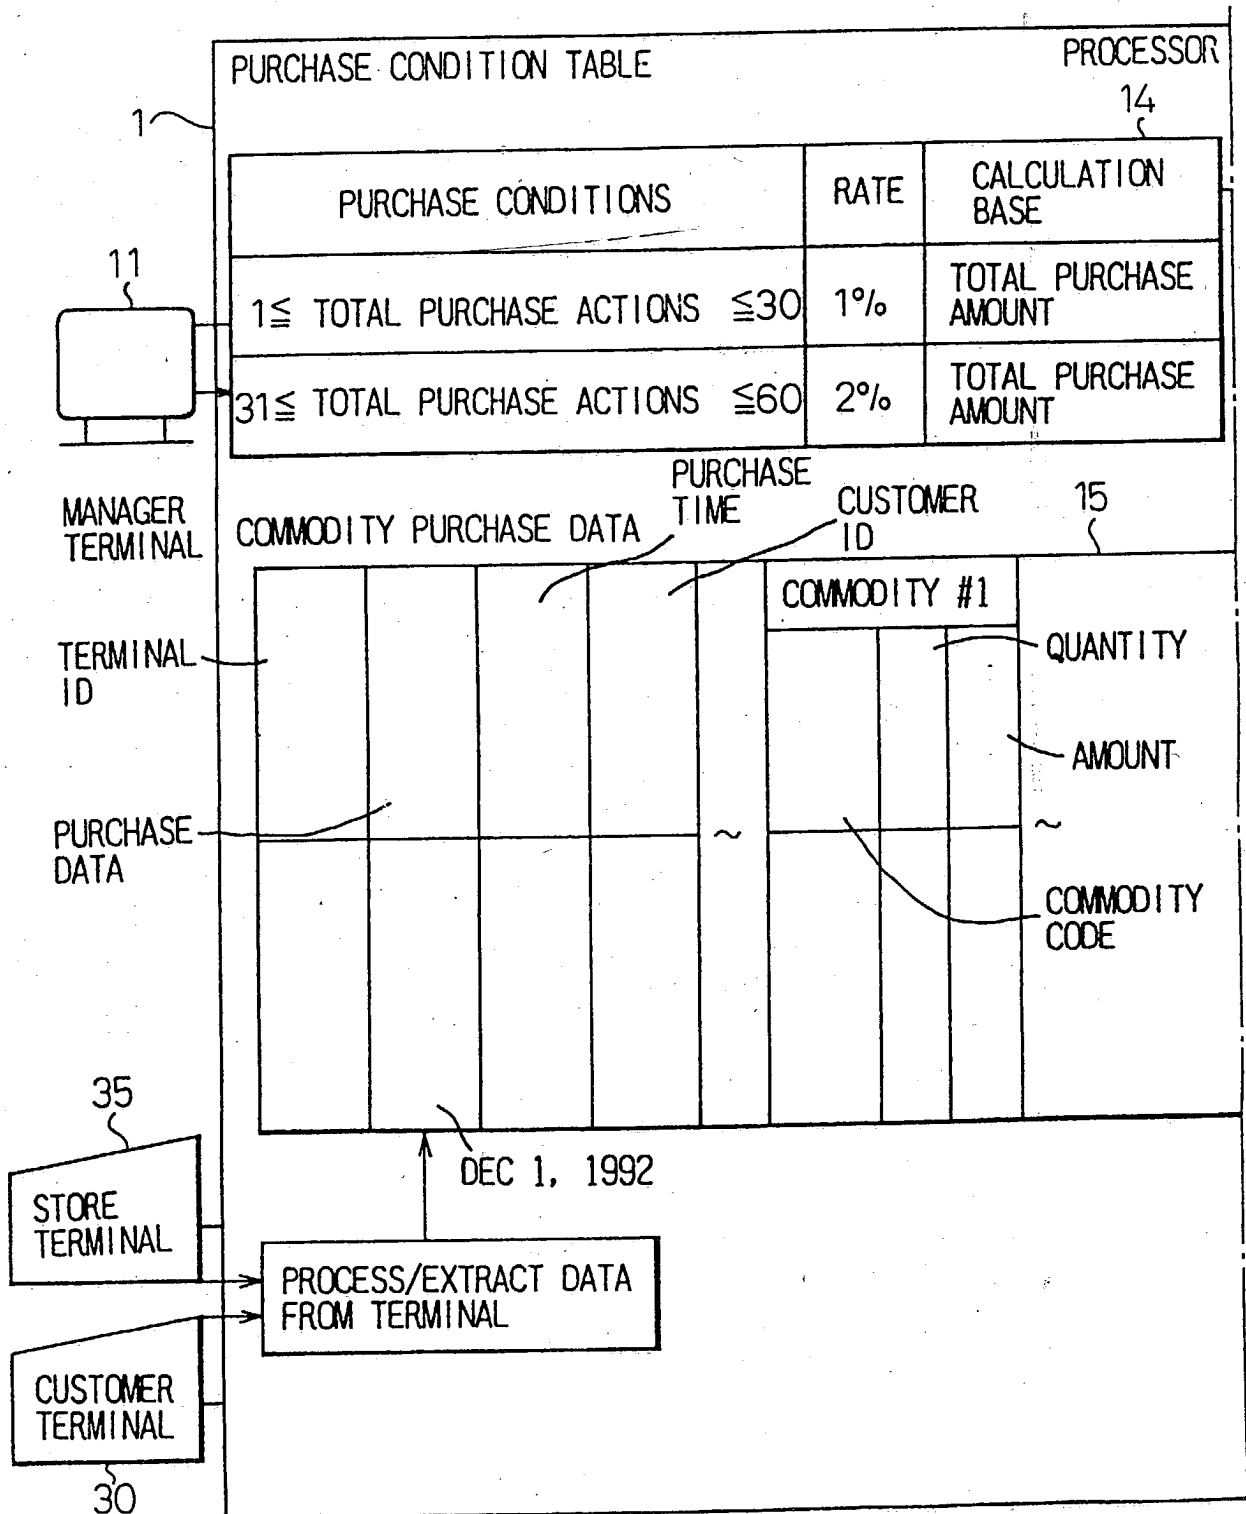 PURCHASE CONDITION TABLE
PROCESSOR
1
14
PURCHASE CONDITIONS
RATE
CALCULATION
BASE
11
1≦ TOTAL PURCHASE ACTIONS ≦30
1%
TOTAL PURCHASE
AMOUNT
31≦ TOTAL PURCHASE ACTIONS ≦60
2%
TOTAL PURCHASE
AMOUNT
MANAGER
TERMINAL
COMMODITY PURCHASE DATA
PURCHASE
TIME
CUSTOMER
ID
15
COMMODITY #1
TERMINAL
ID
QUANTITY
AMOUNT
PURCHASE
DATA
~
~
COMMODITY
CODE
35
DEC 1, 1992
STORE
TERMINAL
PROCESS/EXTRACT DATA
FROM TERMINAL
CUSTOMER
TERMINAL
30